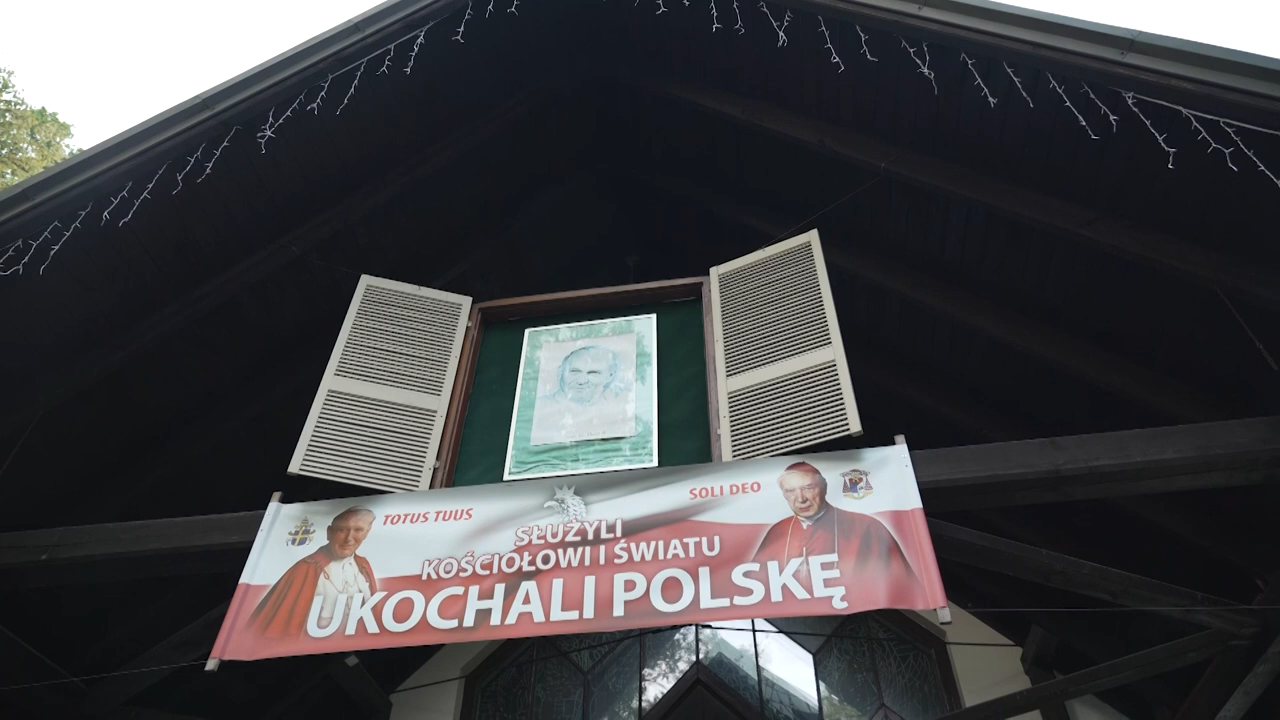 TOTUS TUUS
SOLI DEO
SŁUŻYLI
KOŚCIOŁOWI I ŚWIATU
UKOCHALI POLSKĘ